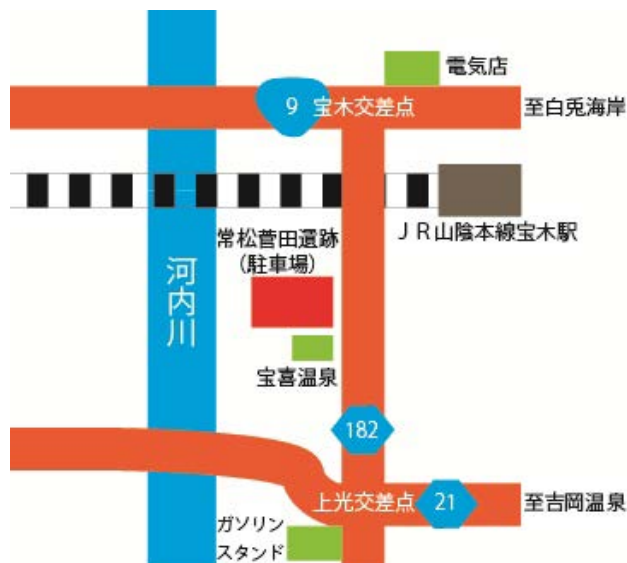 電気店
9
宝木交差点
至白兎海岸
JR山陰本線宝木駅
常松菅田遺跡
(駐車場)
河内川
宝喜温泉
182
上光交差点
21
至吉岡温泉
ガソリン
スタンド